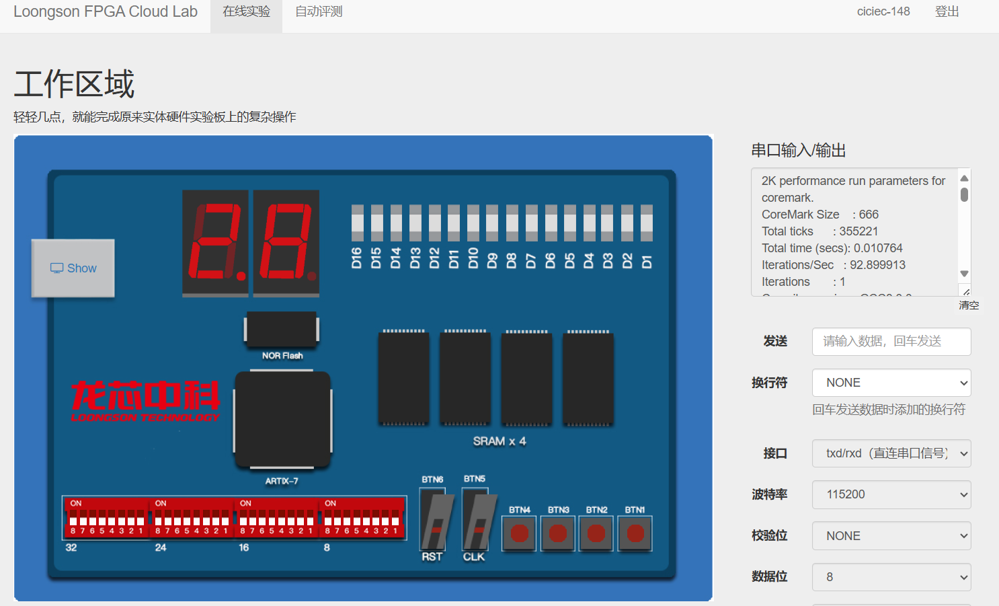 Loongson FPGA Cloud Lab
在线实验
自动评测
ciciec-148
登出
工作区域
轻轻几点，就能完成原来实体硬件实验板上的复杂操作
Show
D16 D15 D14 D13 D12 D11 D10 D9 D8 D7 D6 D5 D4 D3 D2 D1
NOR Flash
龙芯中科
LOONGSON TECHNOLOGY
ARTIX-7
SRAM x 4
ON ON ON ON
8 7 6 5 4 3 2 1 8 7 6 5 4 3 2 1 8 7 6 5 4 3 2 1 8 7 6 5 4 3 2 1
32 24 16 8
BTN6 BTN5
BTN4 BTN3 BTN2 BTN1
RST CLK
串口输入/输出
2K performance run parameters for
coremark.
CoreMark Size : 666
Total ticks : 355221
Total time (secs): 0.010764
Iterations/Sec : 92.899913
Iterations : 1
清空
发送
请输入数据，回车发送
换行符
NONE
回车发送数据时添加的换行符
接口
txd/rxd（直连串口信号）
波特率
115200
校验位
NONE
数据位
8